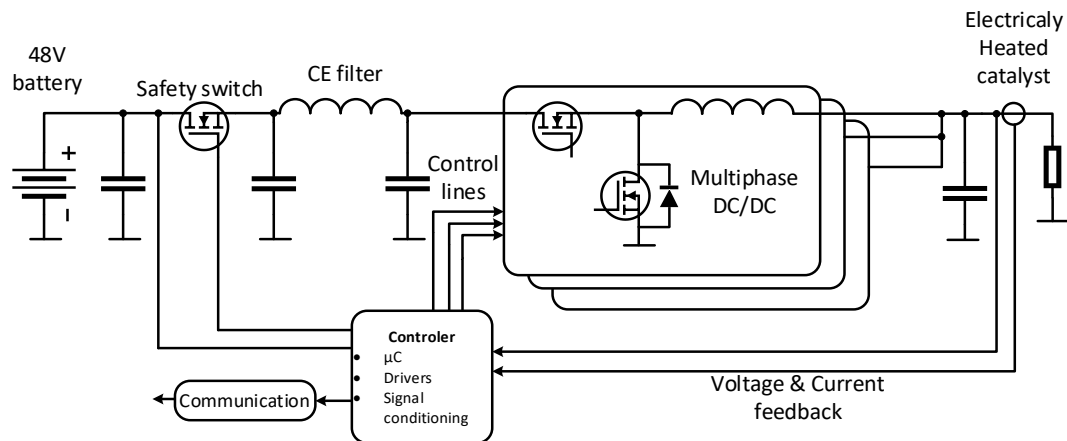 48V
battery
Safety switch
CE filter
Electricaly
Heated
catalyst
+
-
Control
lines
Multiphase
DC/DC
Controler
• µC
• Drivers
• Signal
conditioning
Communication
Voltage & Current
feedback